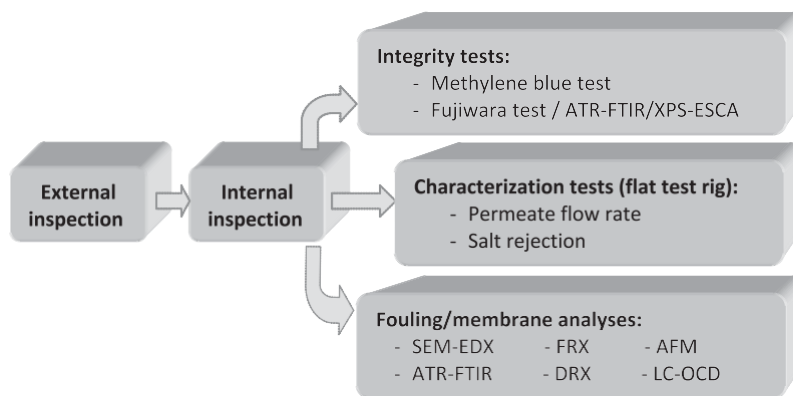 External
inspection
Internal
inspection
Integrity tests:
- Methylene blue test
- Fujiwara test / ATR-FTIR/XPS-ESCA
Characterization tests (flat test rig):
- Permeate flow rate
- Salt rejection
Fouling/membrane analyses:
- SEM-EDX - FRX - AFM
- ATR-FTIR - DRX - LC-OCD